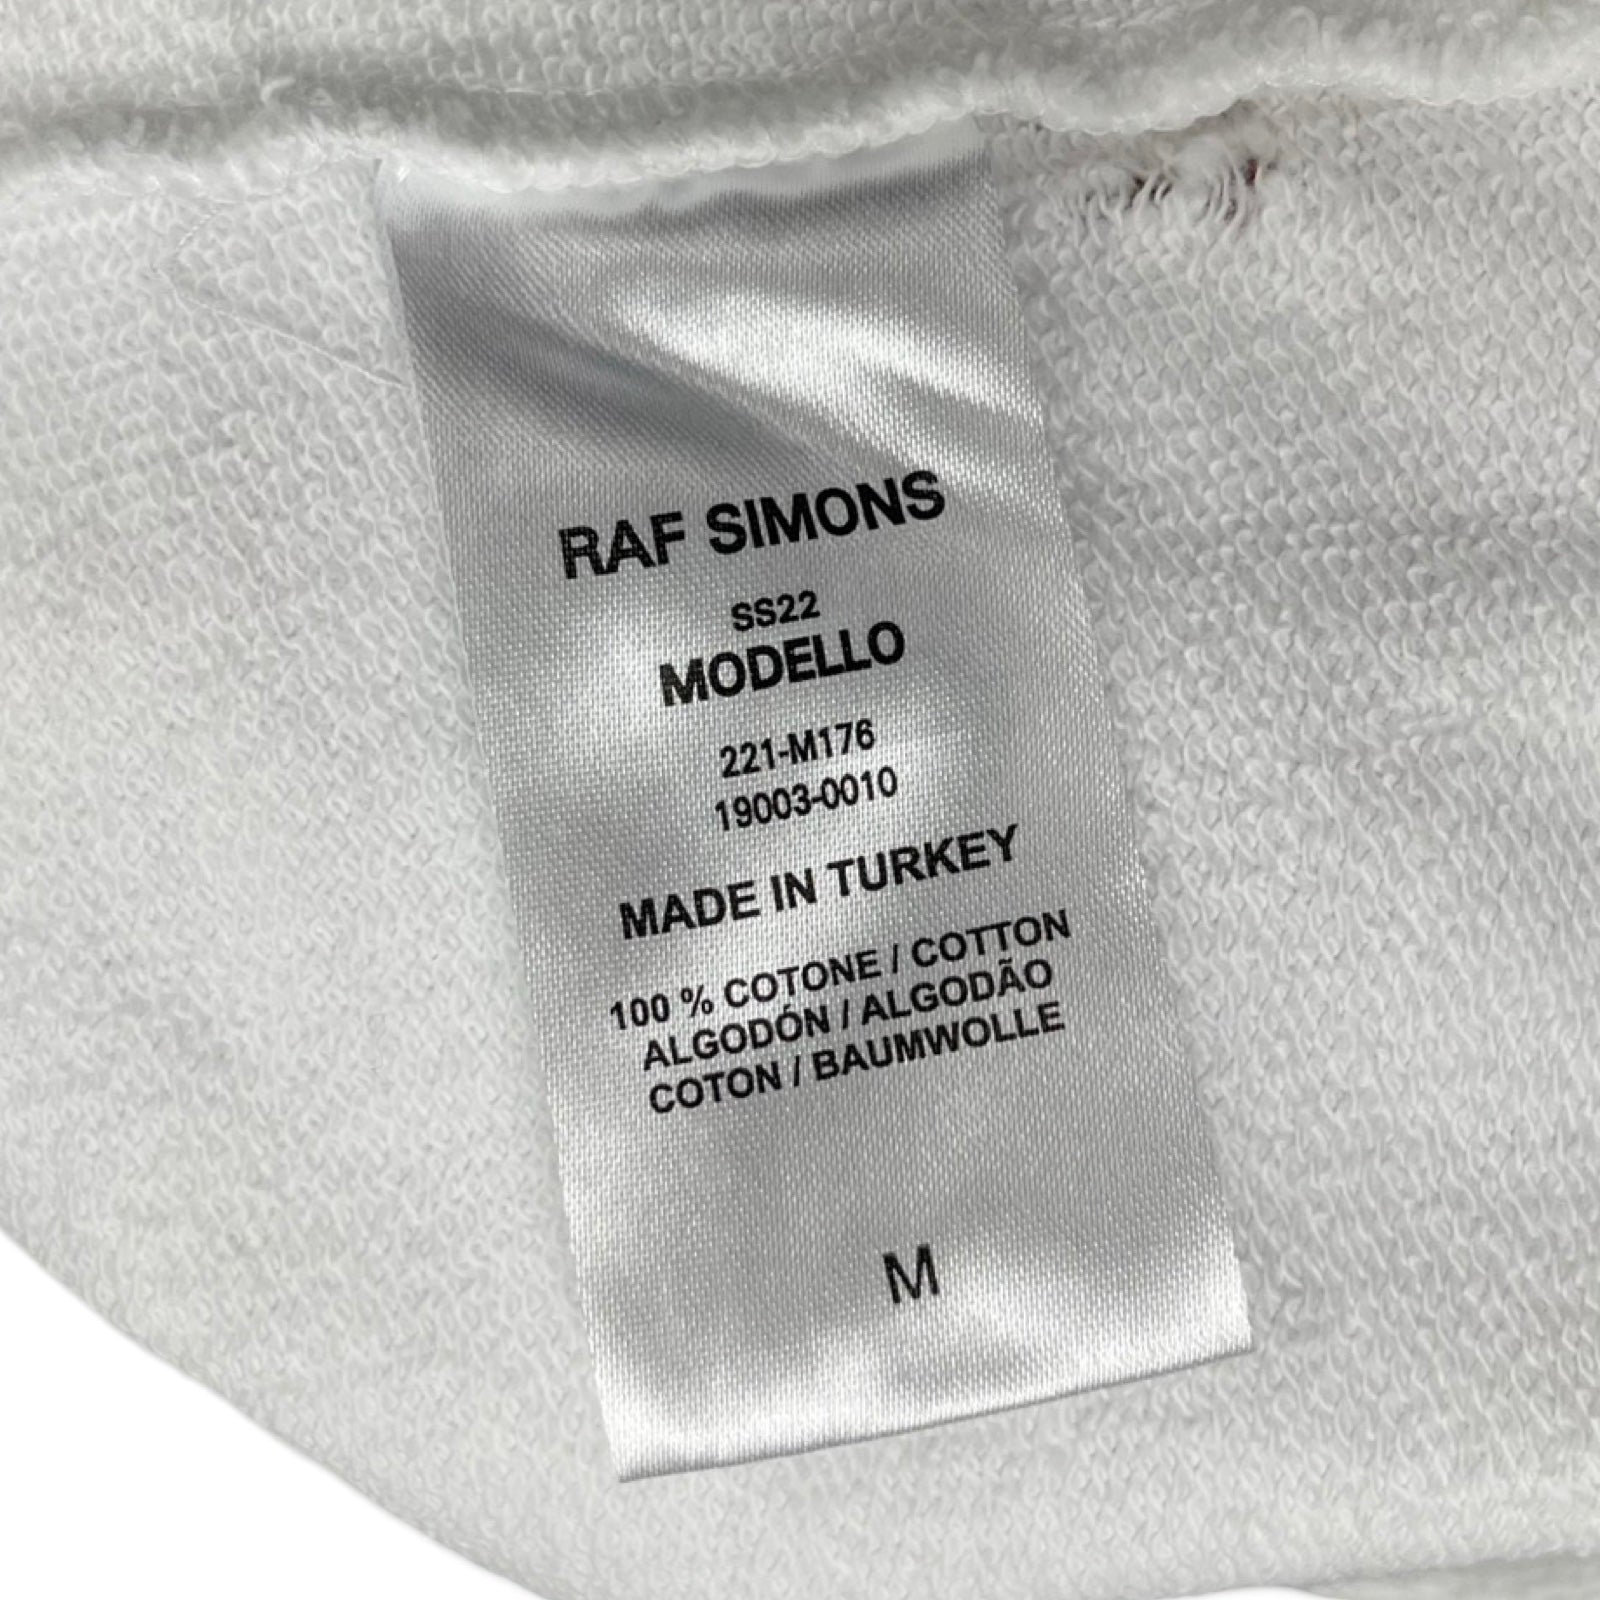 RAF SIMONS
SS22
MODELLO
221-M176
19003-0010
MADE IN TURKEY
100 % COTONE / COTTON
ALGODÓN / ALGODÃO
COTON / BAUMWOLLE
M